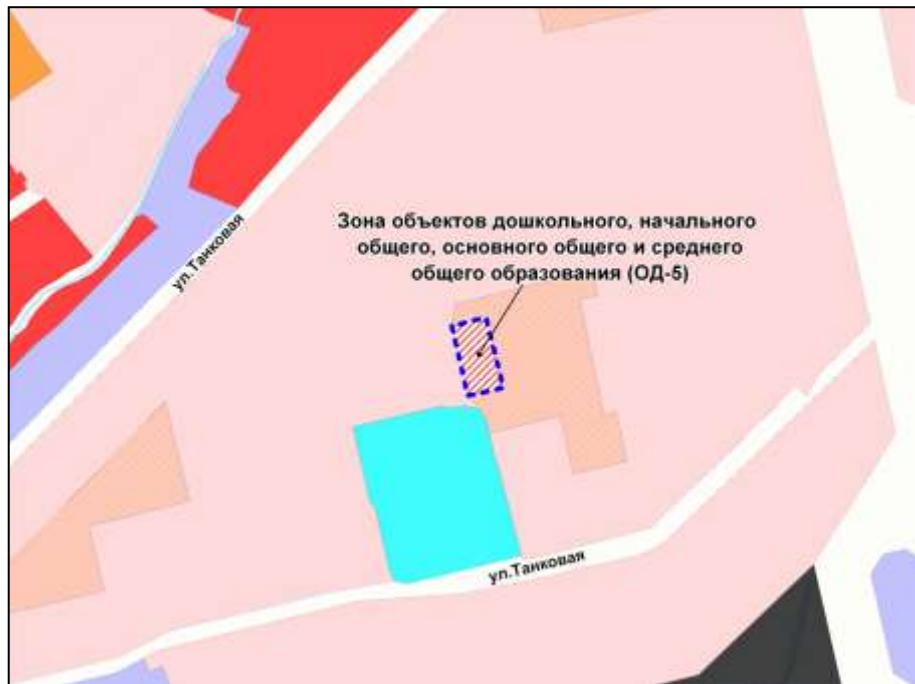 Зона объектов дошкольного, начального
общего, основного общего и среднего
общего образования (ОД-5)
ул.Танковая
ул.Танковая